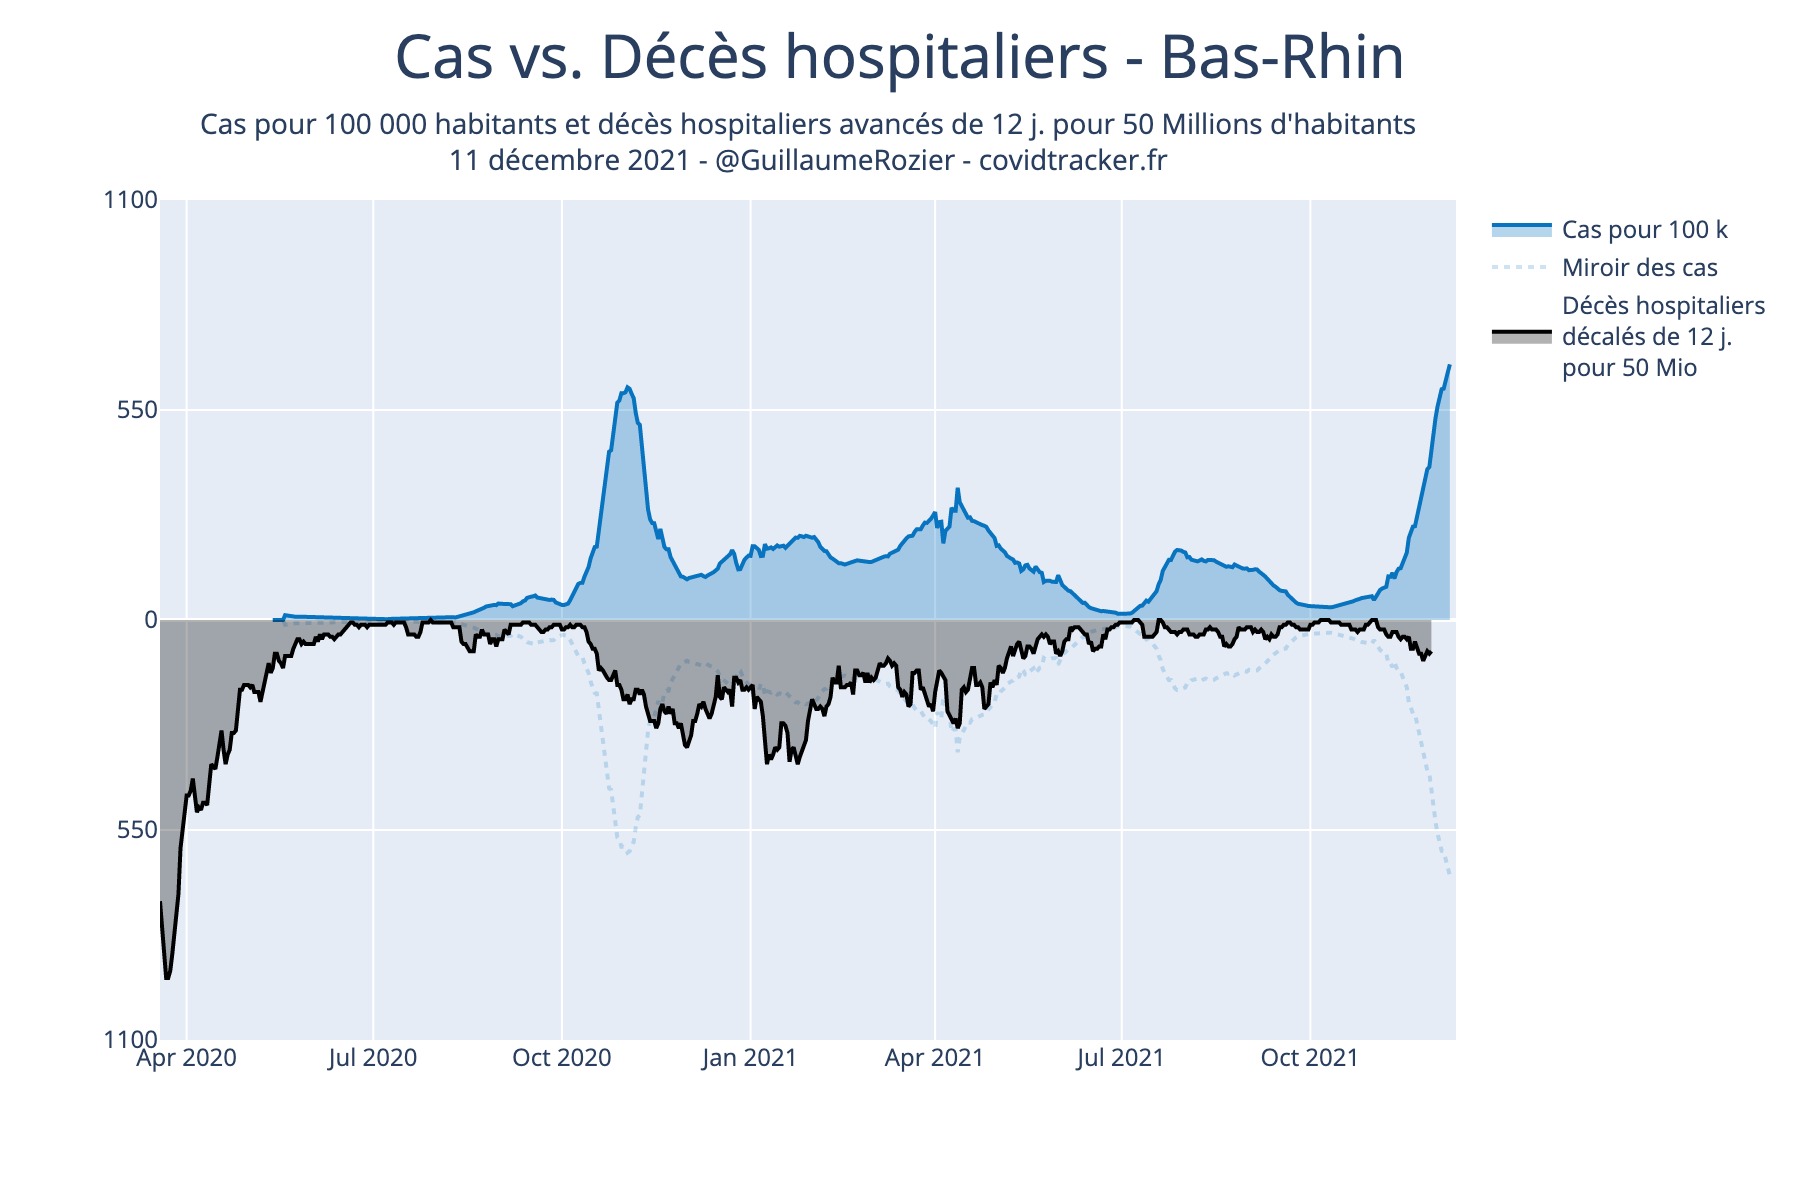 Cas vs. Décès hospitaliers - Bas-Rhin
Cas pour 100 000 habitants et décès hospitaliers avancés de 12 j. pour 50 Millions d'habitants
11 décembre 2021 - @GuillaumeRozier - covidtracker.fr
1100
550
0
550
1100
Apr 2020
Jul 2020
Oct 2020
Jan 2021
Apr 2021
Jul 2021
Oct 2021
Cas pour 100 k
Miroir des cas
Décès hospitaliers
décalés de 12 j.
pour 50 Mio